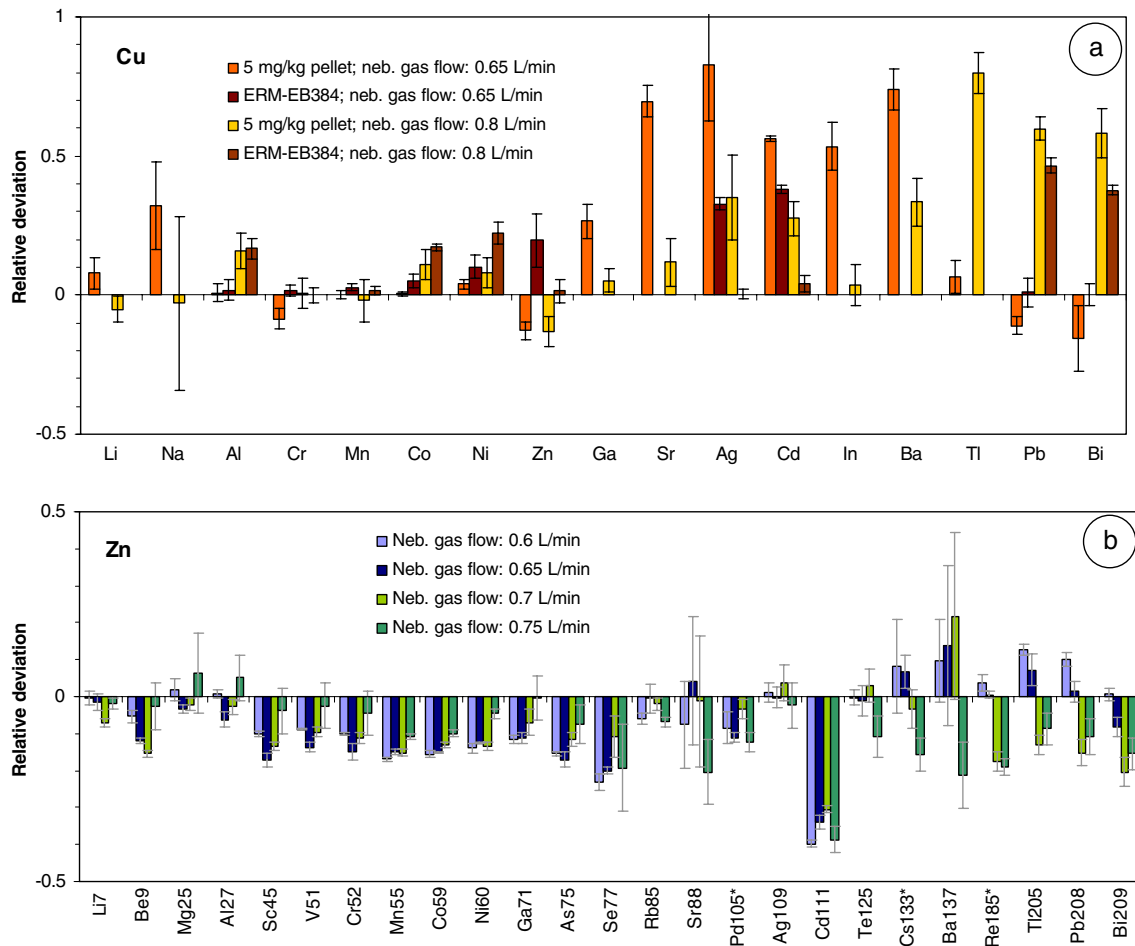 1
a
Cu
5 mg/kg pellet; neb. gas flow: 0.65 L/min
ERM-EB384; neb. gas flow: 0.65 L/min
5 mg/kg pellet; neb. gas flow: 0.8 L/min
ERM-EB384; neb. gas flow: 0.8 L/min
0.5
Relative deviation
0
-0.5
Li Na Al Cr Mn Co Ni Zn Ga Sr Ag Cd In Ba Tl Pb Bi
0.5
b
Zn
Neb. gas flow: 0.6 L/min
Neb. gas flow: 0.65 L/min
Neb. gas flow: 0.7 L/min
Neb. gas flow: 0.75 L/min
Relative deviation
0
-0.5
Li7 Be9 Mg25 Al27 Sc45 V51 Cr52 Mn55 Co59 Ni60 Ga71 As75 Se77 Rb85 Sr88 Pd105* Ag109 Cd111 Te125 Cs133* Ba137 Re185* Tl205 Pb208 Bi209